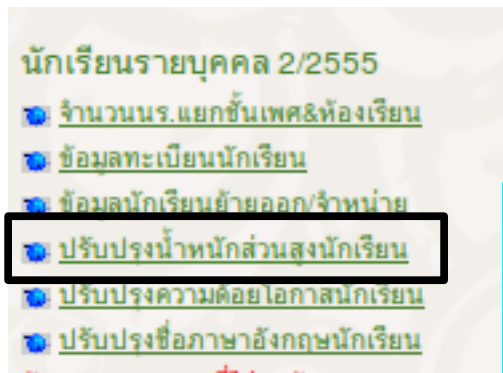 นักเรียนรายบุคคล 2/2555
จำนวนนร.แยกชั้นเพศ&ห้องเรียน
ข้อมูลทะเบียนนักเรียน
ข้อมูลนักเรียนย้ายออก/จำหน่าย
ปรับปรุงน้ำหนักส่วนสูงนักเรียน
ปรับปรุงความด้อยโอกาสนักเรียน
ปรับปรุงชื่อภาษาอังกฤษนักเรียน